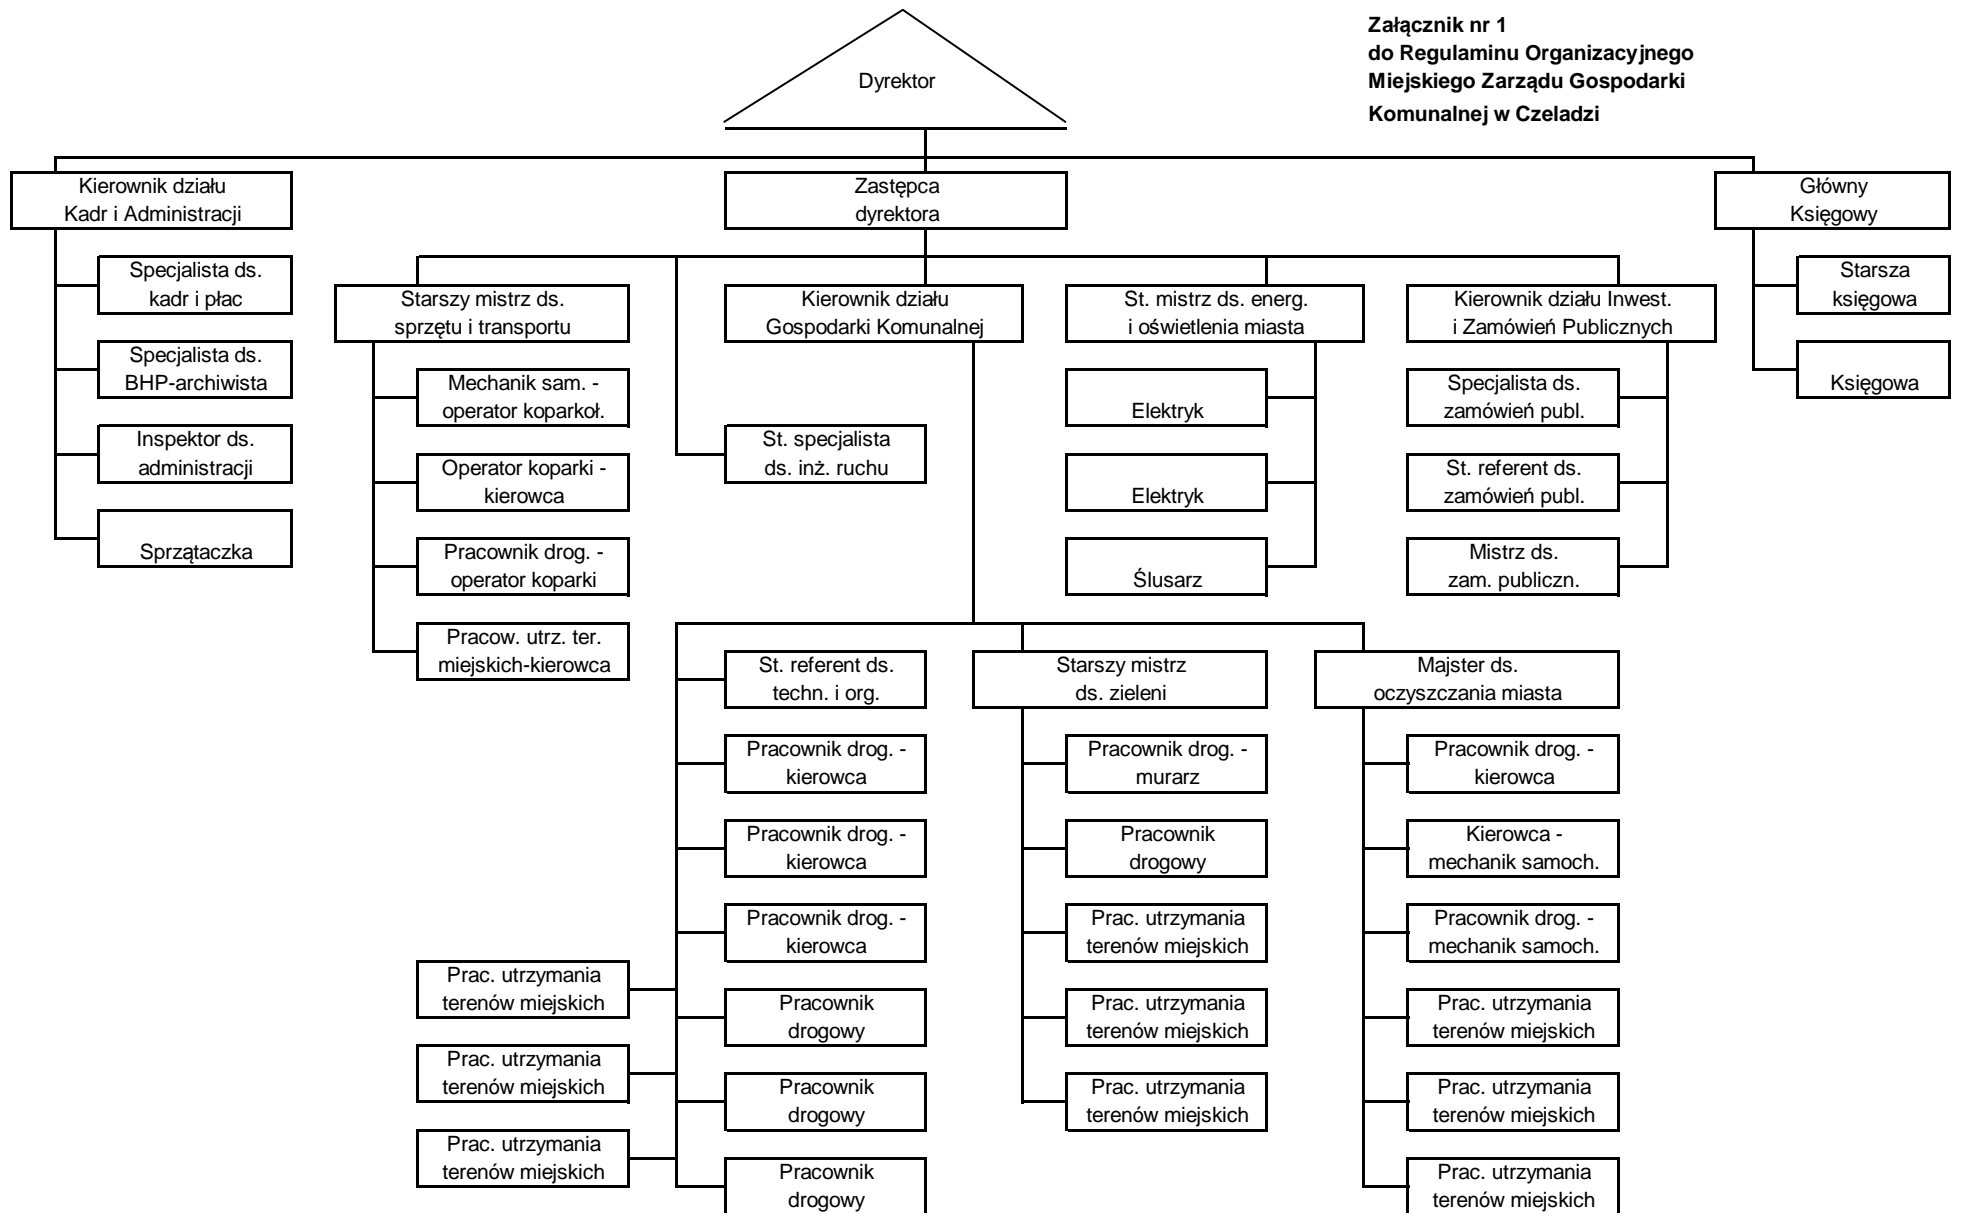 Załącznik nr 1
do Regulaminu Organizacyjnego
Miejskiego Zarządu Gospodarki
Komunalnej w Czeladzi
Dyrektor
Kierownik działu
Kadr i Administracji
Zastępca
dyrektora
Główny
Księgowy
Specjalista ds.
kadr i płac
Specjalista ds.
BHP-archiwista
Inspektor ds.
administracji
Sprzątaczka
Starszy mistrz ds.
sprzętu i transportu
Mechanik sam. -
operator koparkoł.
Operator koparki -
kierowca
Pracownik drog. -
operator koparki
Pracow. utrz. ter.
miejskich-kierowca
St. specjalista
ds. inż. ruchu
Kierownik działu
Gospodarki Komunalnej
St. mistrz ds. energ.
i oświetlenia miasta
Elektryk
Elektryk
Ślusarz
Kierownik działu Inwest.
i Zamówień Publicznych
Specjalista ds.
zamówień publ.
St. referent ds.
zamówień publ.
Mistrz ds.
zam. publiczn.
Starsza
księgowa
Księgowa
St. referent ds.
techn. i org.
Pracownik drog. -
kierowca
Pracownik drog. -
kierowca
Pracownik drog. -
kierowca
Pracownik
drogowy
Pracownik
drogowy
Pracownik
drogowy
Prac. utrzymania
terenów miejskich
Prac. utrzymania
terenów miejskich
Prac. utrzymania
terenów miejskich
Starszy mistrz
ds. zieleni
Pracownik drog. -
murarz
Pracownik
drogowy
Prac. utrzymania
terenów miejskich
Prac. utrzymania
terenów miejskich
Prac. utrzymania
terenów miejskich
Majster ds.
oczyszczania miasta
Pracownik drog. -
kierowca
Kierowca -
mechanik samoch.
Pracownik drog. -
mechanik samoch.
Prac. utrzymania
terenów miejskich
Prac. utrzymania
terenów miejskich
Prac. utrzymania
terenów miejskich